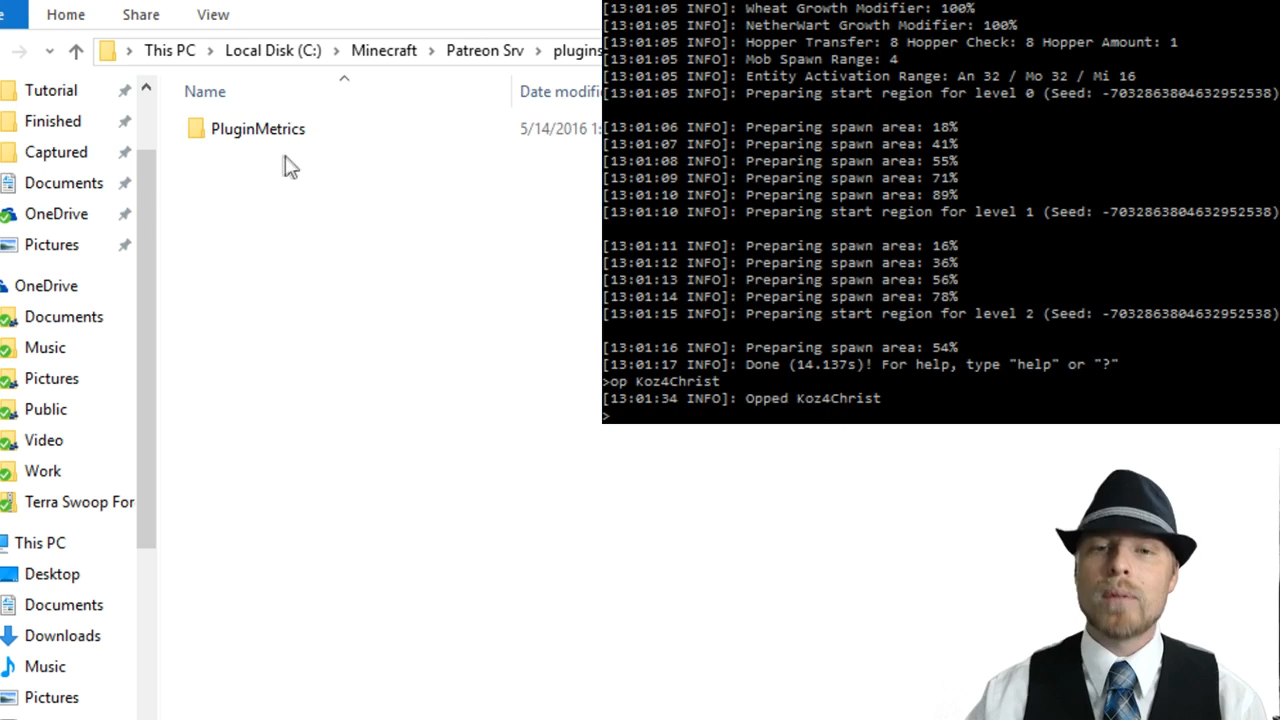 Home Share View
This PC Local Disk (C:) Minecraft Patreon Srv plugins
Name Date modifi
PluginMetrics 5/14/2016 1:
Tutorial
Finished
Captured
Documents
OneDrive
Pictures
OneDrive
Documents
Music
Pictures
Public
Video
Work
Terra Swoop For
This PC
Desktop
Documents
Downloads
Music
Pictures
[13:01:05 INFO]: Wheat Growth Modifier: 100%
[13:01:05 INFO]: NetherWart Growth Modifier: 100%
[13:01:05 INFO]: Hopper Transfer: 8 Hopper Check: 8 Hopper Amount: 1
[13:01:05 INFO]: Mob Spawn Range: 4
[13:01:05 INFO]: Entity Activation Range: An 32 / Mo 32 / Mi 16
[13:01:05 INFO]: Preparing start region for level 0 (Seed: -7032863804632952538)
[13:01:06 INFO]: Preparing spawn area: 18%
[13:01:07 INFO]: Preparing spawn area: 41%
[13:01:08 INFO]: Preparing spawn area: 55%
[13:01:09 INFO]: Preparing spawn area: 71%
[13:01:10 INFO]: Preparing spawn area: 89%
[13:01:10 INFO]: Preparing start region for level 1 (Seed: -7032863804632952538)
[13:01:11 INFO]: Preparing spawn area: 16%
[13:01:12 INFO]: Preparing spawn area: 36%
[13:01:13 INFO]: Preparing spawn area: 56%
[13:01:14 INFO]: Preparing spawn area: 78%
[13:01:15 INFO]: Preparing start region for level 2 (Seed: -7032863804632952538)
[13:01:16 INFO]: Preparing spawn area: 54%
[13:01:17 INFO]: Done (14.137s)! For help, type "help" or "?"
>op Koz4Christ
[13:01:34 INFO]: Opped Koz4Christ
>